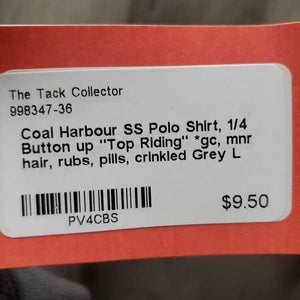 The Tack Collector
998347-36
Coal Harbour SS Polo Shirt, 1/4
Button up "Top Riding" *gc, mnr
hair, rubs, pills, crinkled Grey L
$9.50
PV4CBS